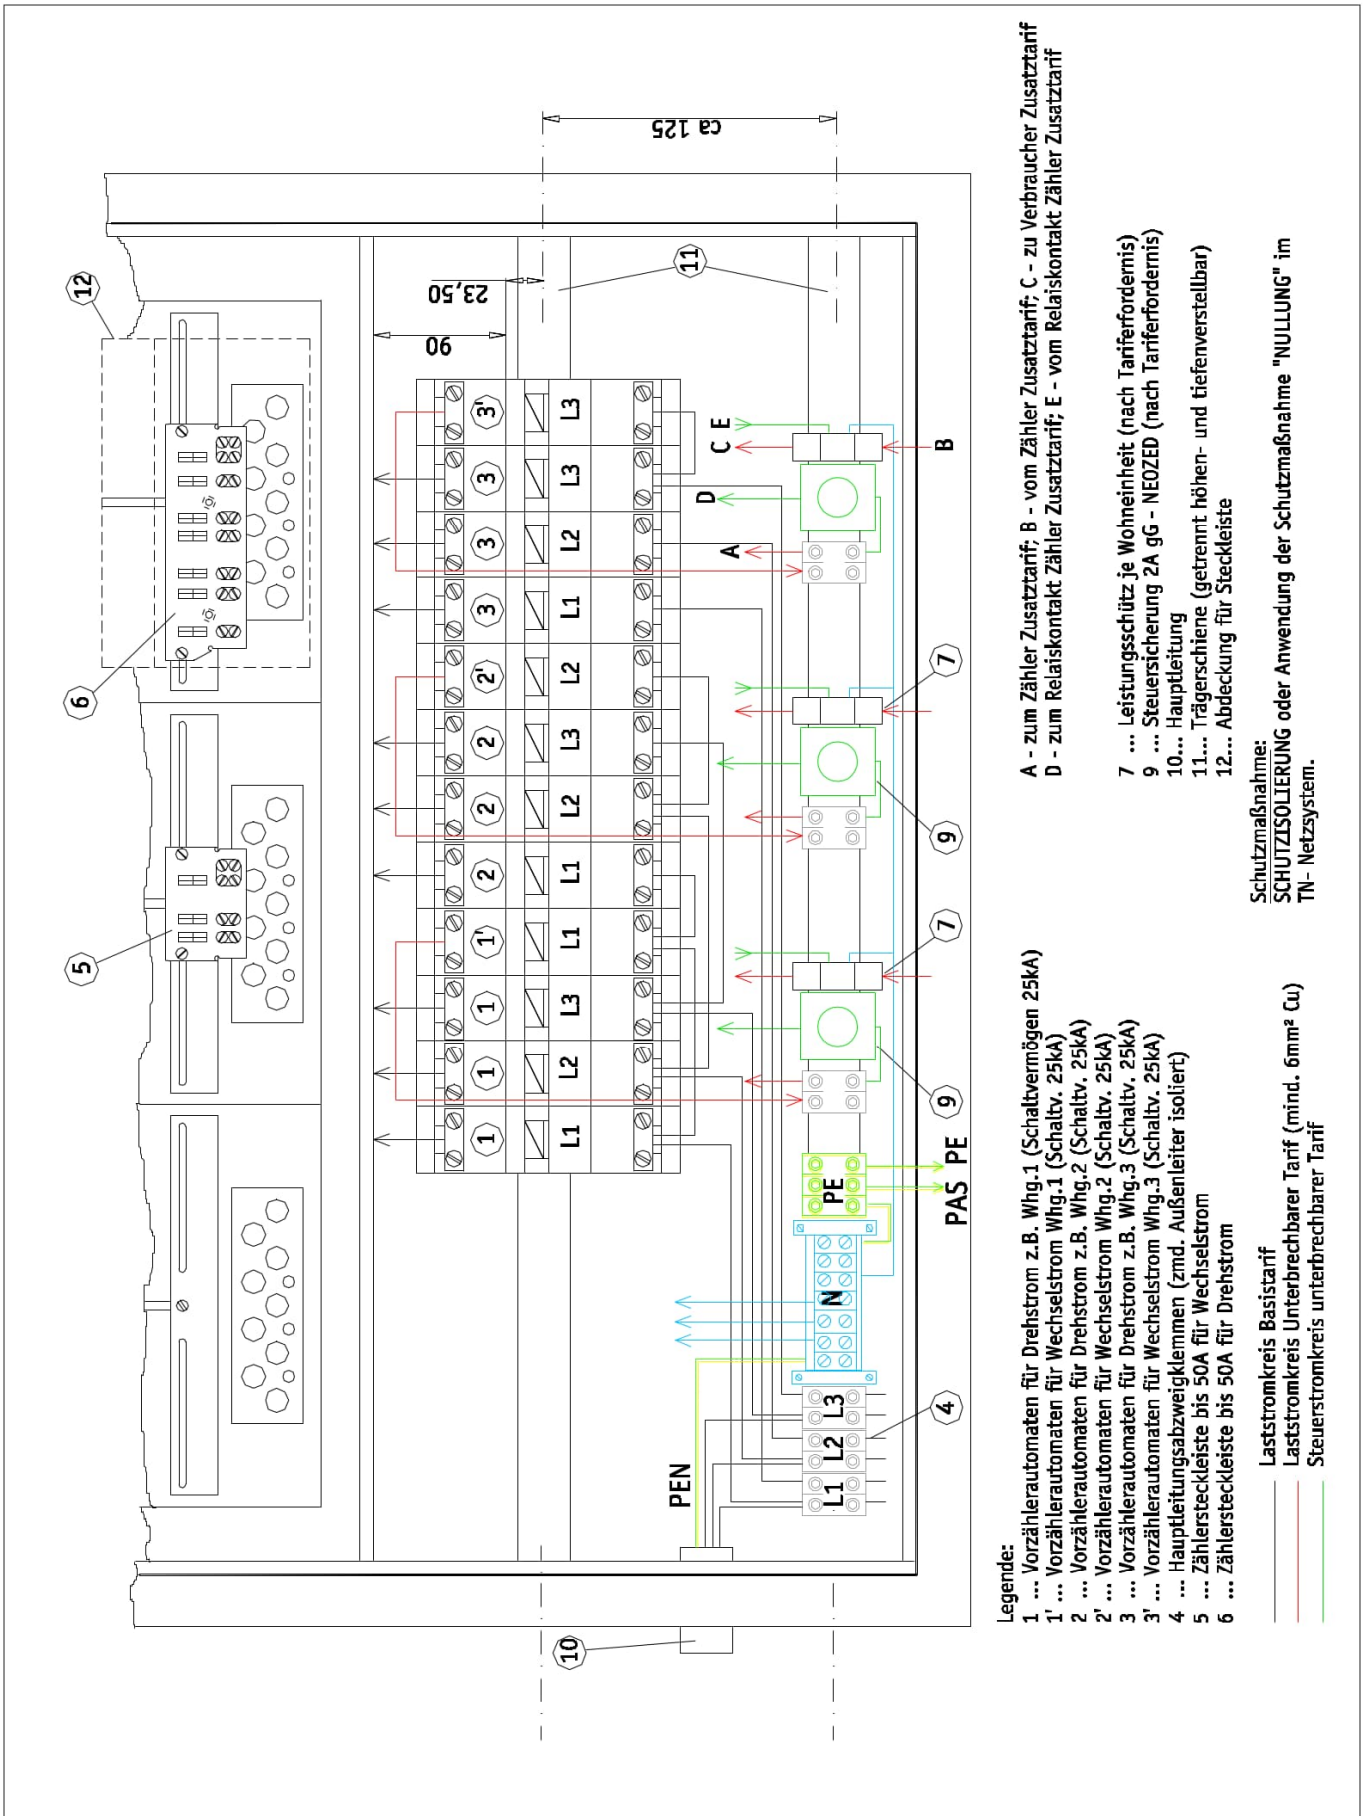 12
6
5
ca 125
23,50
90
11
1
1
1
1'
2
2
2
2'
3
3
3
3'
L1
L2
L3
L1
L1
L2
L3
L2
L1
L2
L3
L3
A
D
C
E
B
7
7
9
9
4
10
PEN
L1
L2
L3
N
PE
PAS
PE
Legende:
1 ... Vorzählerautomaten für Drehstrom z.B. Whg.1 (Schaltvermögen 25kA)
1' ... Vorzählerautomaten für Wechselstrom Whg.1 (Schaltv. 25kA)
2 ... Vorzählerautomaten für Drehstrom z.B. Whg.2 (Schaltv. 25kA)
2' ... Vorzählerautomaten für Wechselstrom Whg.2 (Schaltv. 25kA)
3 ... Vorzählerautomaten für Drehstrom z.B. Whg.3 (Schaltv. 25kA)
3' ... Vorzählerautomaten für Wechselstrom Whg.3 (Schaltv. 25kA)
4 ... Hauptleitungsabzweigklemmen (zmd. Außenleiter isoliert)
5 ... Zählersteckleiste bis 50A für Wechselstrom
6 ... Zählersteckleiste bis 50A für Drehstrom
Laststromkreis Basistarif
Laststromkreis Unterbrechbarer Tarif (mind. 6mm² Cu)
Steuerstromkreis unterbrechbarer Tarif
A - zum Zähler Zusatztarif; B - vom Zähler Zusatztarif; C - zu Verbraucher Zusatztarif
D - zum Relaiskontakt Zähler Zusatztarif; E - vom Relaiskontakt Zähler Zusatztarif
7 ... Leistungsschütz je Wohneinheit (nach Tariferfordernis)
9 ... Steuersicherung 2A gG - NEOZED (nach Tariferfordernis)
10... Hauptleitung
11... Trägerschiene (getrennt höhen- und tiefenverstellbar)
12... Abdeckung für Steckleiste
Schutzmaßnahme:
SCHUTZISOLIERUNG oder Anwendung der Schutzmaßnahme "NULLUNG" im
TN- Netzsystem.